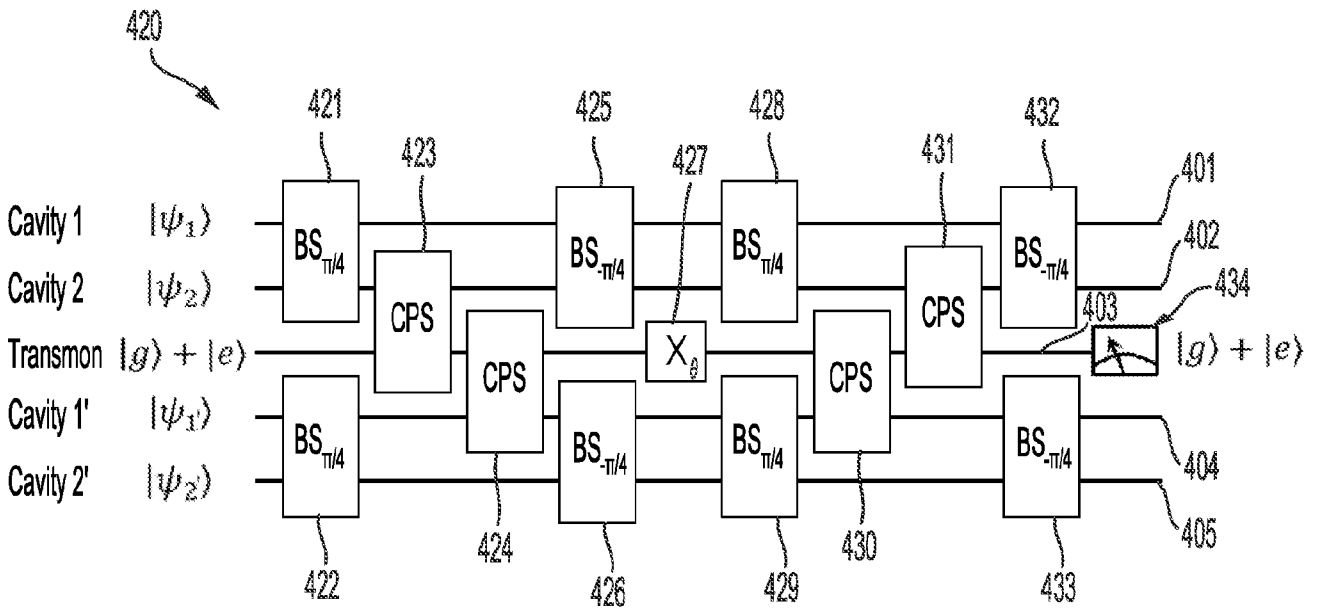 420
421 425 428 432
423 427 431 401
Cavity 1 |ψ₁⟩ BS_π/4 BS_-π/4 BS_π/4 BS_-π/4 402
Cavity 2 |ψ₂⟩ CPS X_θ CPS 403 434
Transmon |g⟩ + |e⟩ CPS CPS |g⟩ + |e⟩
Cavity 1' |ψ₁'⟩ BS_π/4 BS_-π/4 BS_π/4 BS_-π/4 404
Cavity 2' |ψ₂'⟩ 405
424 430
422 426 429 433